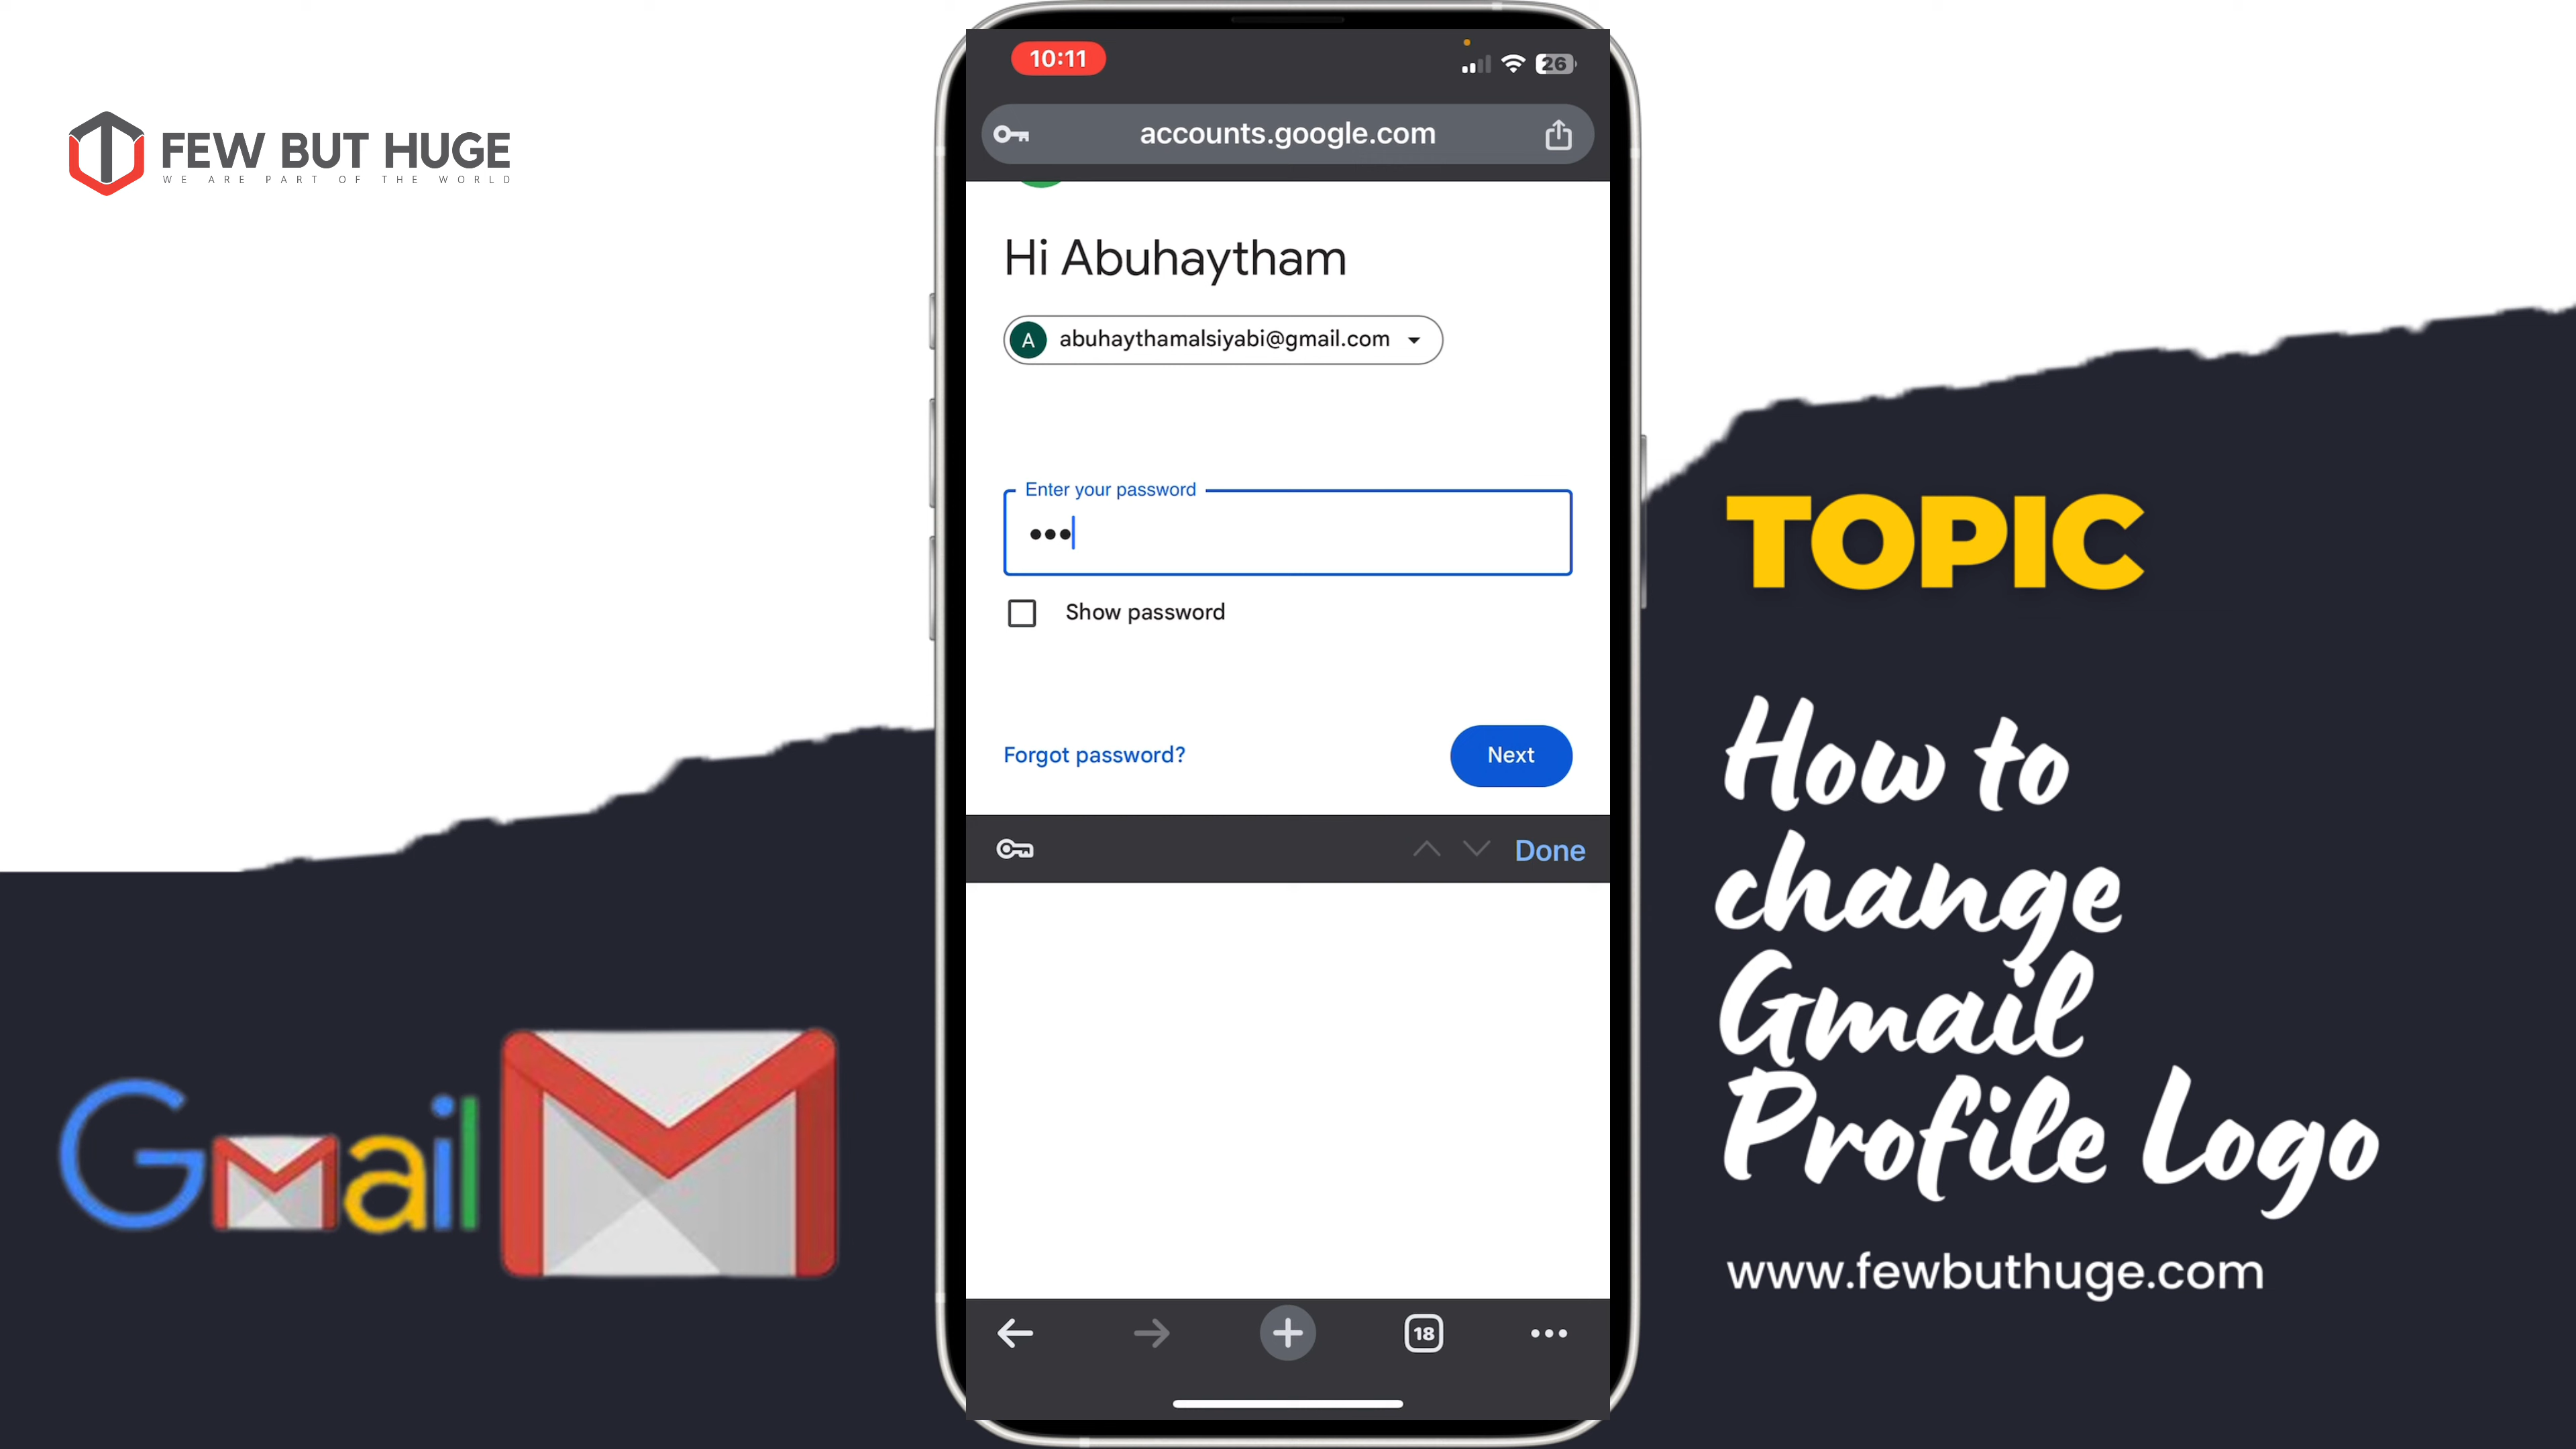 FEW BUT HUGE
WE ARE PART OF THE WORLD
10:11
26
accounts.google.com
Hi Abuhaytham
A abuhaythamalsiyabi@gmail.com
Enter your password
•••
Show password
Forgot password?
Next
Done
18
Gmail
TOPIC
How to
change
Gmail
Profile Logo
www.fewbuthuge.com